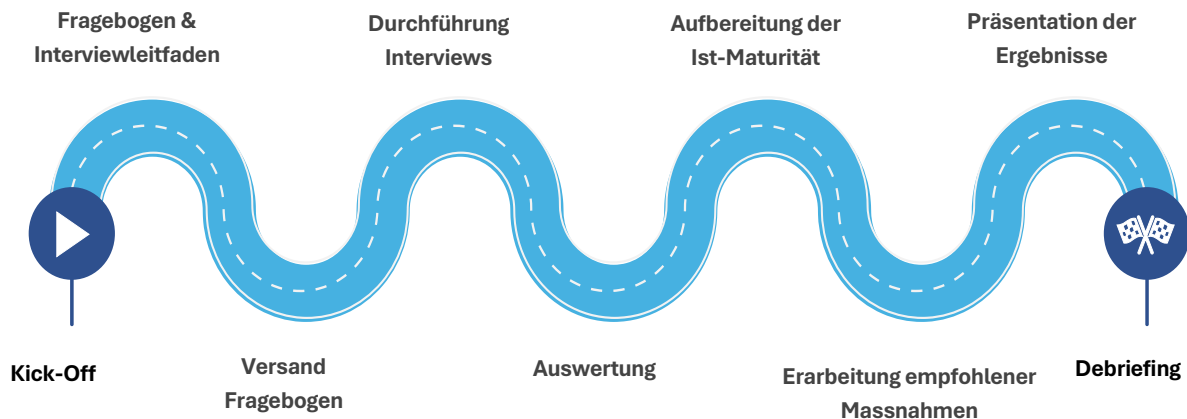 Fragebogen &
Interviewleitfaden
Durchführung
Interviews
Aufbereitung der
Ist-Maturität
Präsentation der
Ergebnisse
Kick-Off
Versand
Fragebogen
Auswertung
Erarbeitung empfohlener
Massnahmen
Debriefing